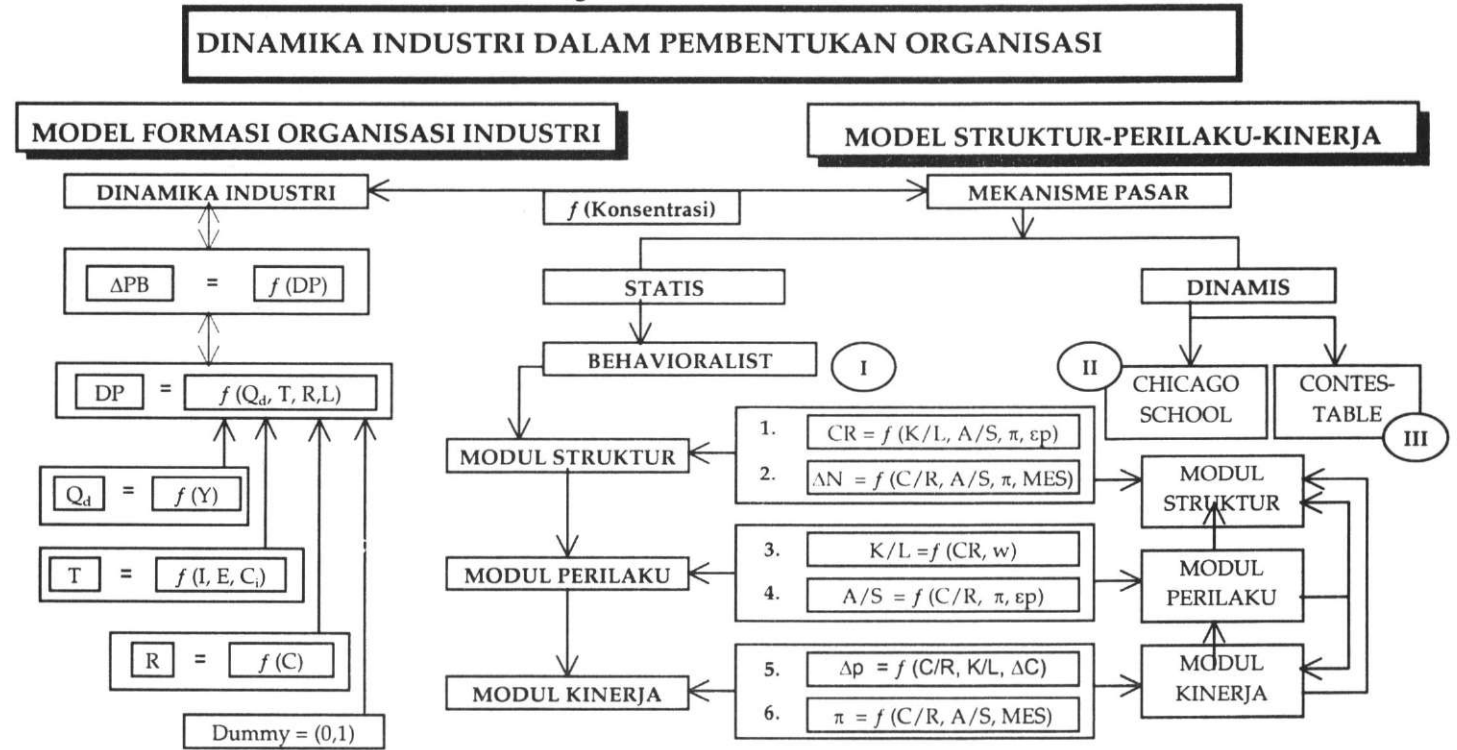 DINAMIKA INDUSTRI DALAM PEMBENTUKAN ORGANISASI
MODEL FORMASI ORGANISASI INDUSTRI
MODEL STRUKTUR-PERILAKU-KINERJA
DINAMIKA INDUSTRI
f (Konsentrasi)
MEKANISME PASAR
ΔPB = f (DP)
STATIS
DINAMIS
BEHAVIORALIST
I
II
CHICAGO
SCHOOL
CONTES-
TABLE
III
DP = f (Qd, T, R,L)
Qd = f (Y)
T = f (I, E, Ci)
R = f (C)
Dummy = (0,1)
MODUL STRUKTUR
1. CR = f (K/L, A/S, π, εp)
2. ΔN = f (C/R, A/S, π, MES)
MODUL
STRUKTUR
MODUL PERILAKU
3. K/L =f (CR, w)
4. A/S = f (C/R, π, εp)
MODUL
PERILAKU
MODUL KINERJA
5. Δp = f (C/R, K/L, ΔC)
6. π = f (C/R, A/S, MES)
MODUL
KINERJA